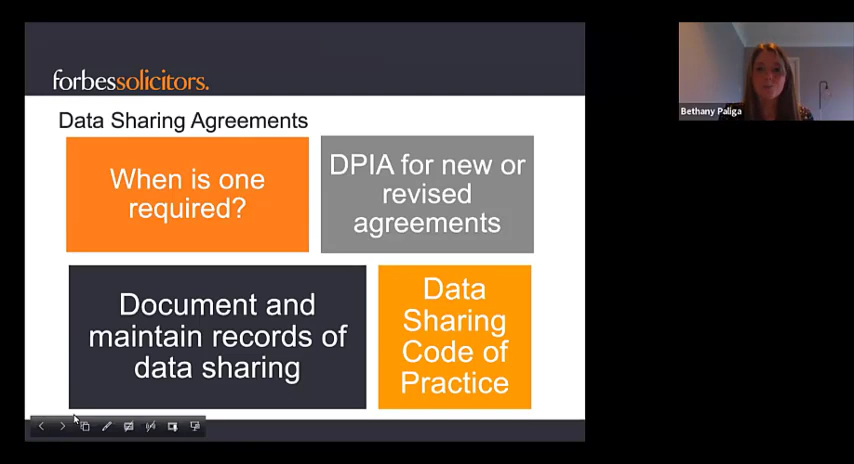 forbessolicitors.
Bethany Paliga
Data Sharing Agreements
When is one
required?
DPIA for new or
revised
agreements
Document and
maintain records of
data sharing
Data
Sharing
Code of
Practice